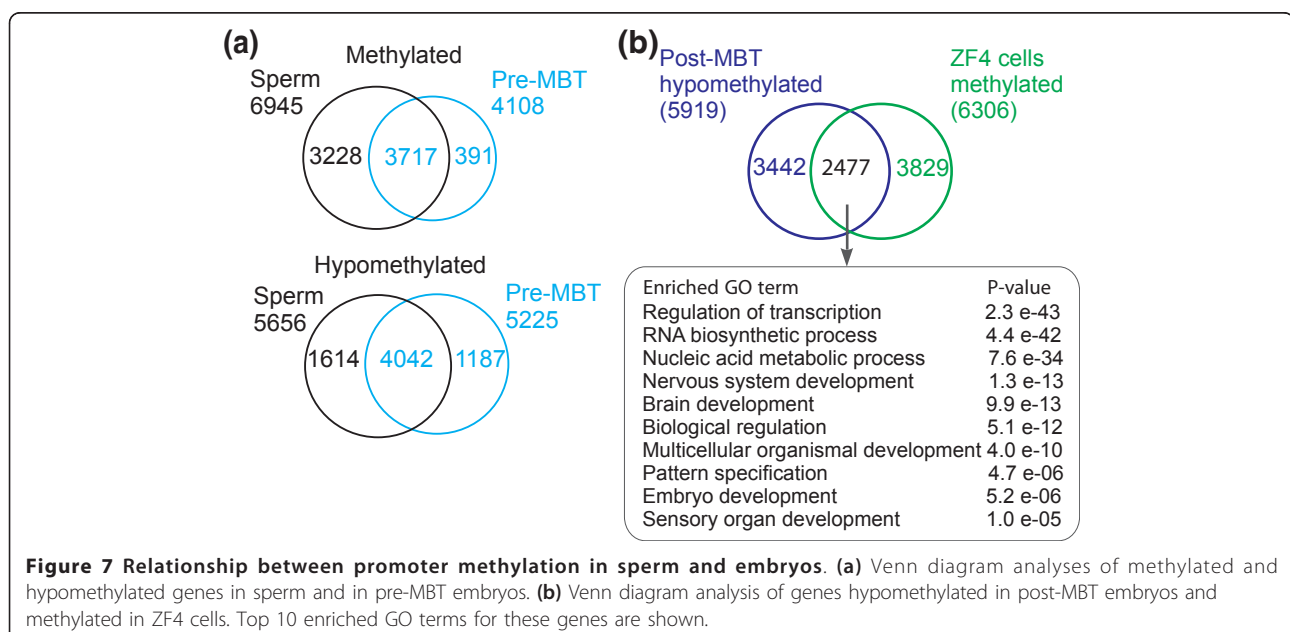 (a)
Methylated
Sperm
6945
Pre-MBT
4108
3228 3717 391
Hypomethylated
Sperm
5656
Pre-MBT
5225
1614 4042 1187
(b)
Post-MBT
hypomethylated
(5919)
ZF4 cells
methylated
(6306)
3442 2477 3829
Enriched GO term P-value
Regulation of transcription 2.3 e-43
RNA biosynthetic process 4.4 e-42
Nucleic acid metabolic process 7.6 e-34
Nervous system development 1.3 e-13
Brain development 9.9 e-13
Biological regulation 5.1 e-12
Multicellular organismal development 4.0 e-10
Pattern specification 4.7 e-06
Embryo development 5.2 e-06
Sensory organ development 1.0 e-05
Figure 7 Relationship between promoter methylation in sperm and embryos. (a) Venn diagram analyses of methylated and
hypomethylated genes in sperm and in pre-MBT embryos. (b) Venn diagram analysis of genes hypomethylated in post-MBT embryos and
methylated in ZF4 cells. Top 10 enriched GO terms for these genes are shown.